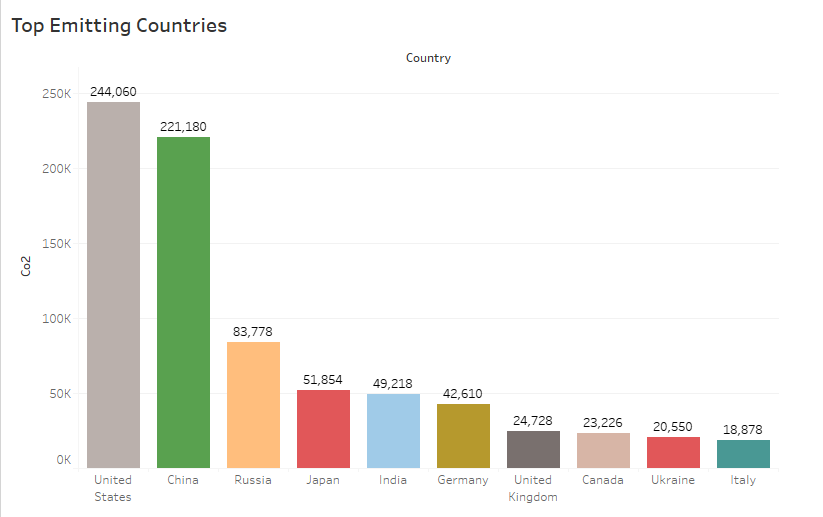 Top Emitting Countries
Country
250K
200K
150K
100K
50K
0K
Co2
244,060
221,180
83,778
51,854
49,218
42,610
24,728
23,226
20,550
18,878
United
States
China
Russia
Japan
India
Germany
United
Kingdom
Canada
Ukraine
Italy